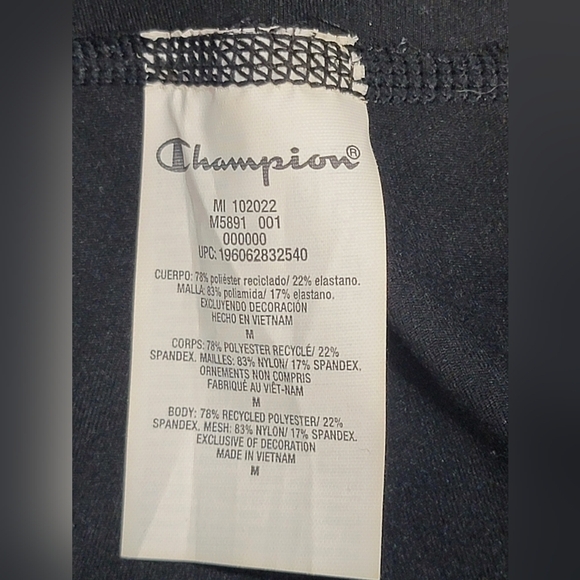 Champion®
MI 102022
M5891 001
000000
UPC: 196062832540
CUERPO: 78% poliéster reciclado/ 22% elastano.
MALLA: 83% poliamida/ 17% elastano.
EXCLUYENDO DECORACIÓN
HECHO EN VIETNAM
M
CORPS: 78% POLYESTER RECYCLÉ/ 22%
SPANDEX. MAILLES: 83% NYLON/ 17% SPANDEX.
ORNEMENTS NON COMPRIS
FABRIQUÉ AU VIÊT-NAM
M
BODY: 78% RECYCLED POLYESTER/ 22%
SPANDEX. MESH: 83% NYLON/ 17% SPANDEX.
EXCLUSIVE OF DECORATION
MADE IN VIETNAM
M